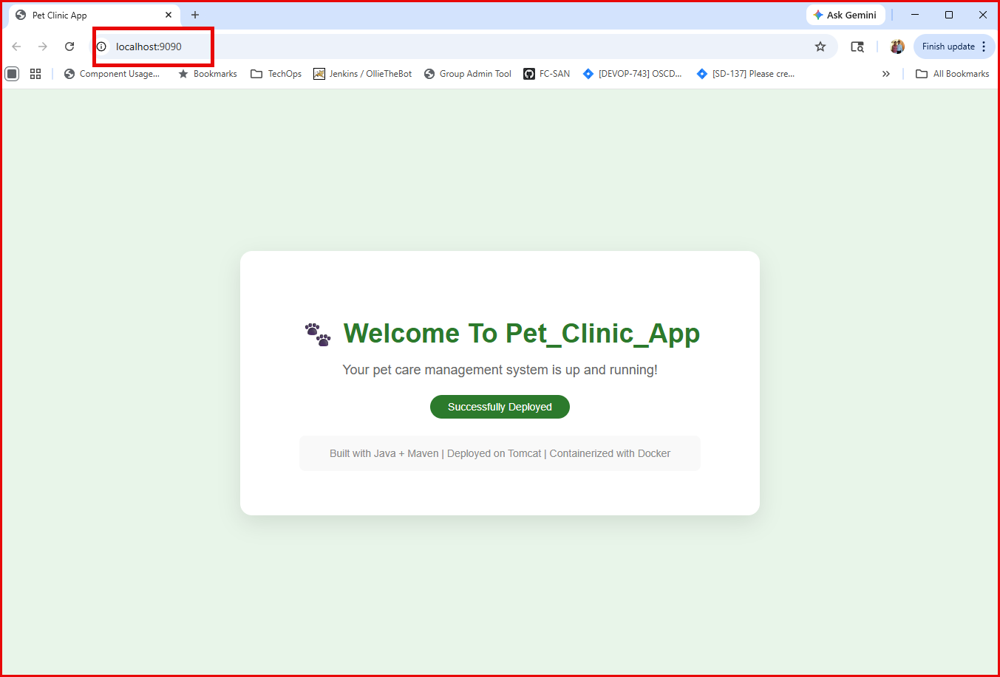 Pet Clinic App
Ask Gemini
localhost:9090
Finish update
Component Usage...
Bookmarks
TechOps
Jenkins / OllieTheBot
Group Admin Tool
FC-SAN
[DEVOP-743] OSCD...
[SD-137] Please cre...
All Bookmarks
Welcome To Pet_Clinic_App
Your pet care management system is up and running!
Successfully Deployed
Built with Java + Maven | Deployed on Tomcat | Containerized with Docker